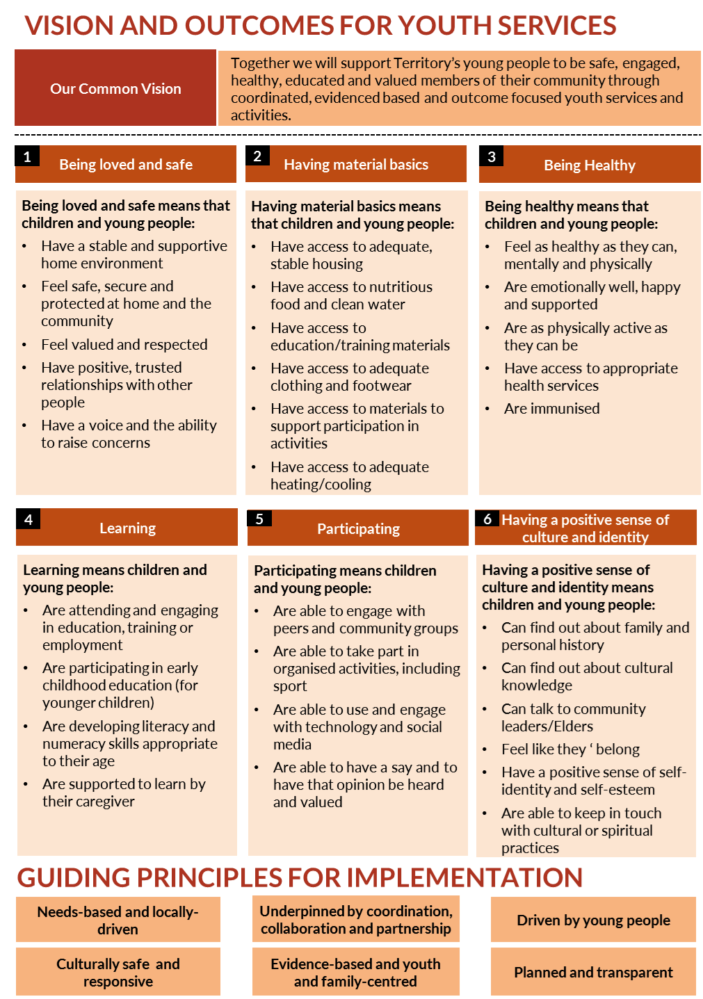 VISION AND OUTCOMES FOR YOUTH SERVICES
Our Common Vision
Together we will support Territory's young people to be safe, engaged,
healthy, educated and valued members of their community through
coordinated, evidenced based and outcome focused youth services and
activities.
1
Being loved and safe
Being loved and safe means that
children and young people:
• Have a stable and supportive
home environment
• Feel safe, secure and
protected at home and the
community
• Feel valued and respected
• Have positive, trusted
relationships with other
people
• Have a voice and the ability
to raise concerns
2
Having material basics
Having material basics means
that children and young people:
• Have access to adequate,
stable housing
• Have access to nutritious
food and clean water
• Have access to
education/training materials
• Have access to adequate
clothing and footwear
• Have access to materials to
support participation in
activities
• Have access to adequate
heating/cooling
3
Being Healthy
Being healthy means that
children and young people:
• Feel as healthy as they can,
mentally and physically
• Are emotionally well, happy
and supported
• Are as physically active as
they can be
• Have access to appropriate
health services
• Are immunised
4
Learning
Learning means children and
young people:
• Are attending and engaging
in education, training or
employment
• Are participating in early
childhood education (for
younger children)
• Are developing literacy and
numeracy skills appropriate
to their age
• Are supported to learn by
their caregiver
5
Participating
Participating means children
and young people:
• Are able to engage with
peers and community groups
• Are able to take part in
organised activities, including
sport
• Are able to use and engage
with technology and social
media
• Are able to have a say and to
have that opinion be heard
and valued
6
Having a positive sense of
culture and identity
Having a positive sense of
culture and identity means
children and young people:
• Can find out about family and
personal history
• Can find out about cultural
knowledge
• Can talk to community
leaders/Elders
• Feel like they ‘ belong
• Have a positive sense of self-
identity and self-esteem
• Are able to keep in touch
with cultural or spiritual
practices
GUIDING PRINCIPLES FOR IMPLEMENTATION
Needs-based and locally-
driven
Underpinned by coordination,
collaboration and partnership
Driven by young people
Culturally safe and
responsive
Evidence-based and youth
and family-centred
Planned and transparent